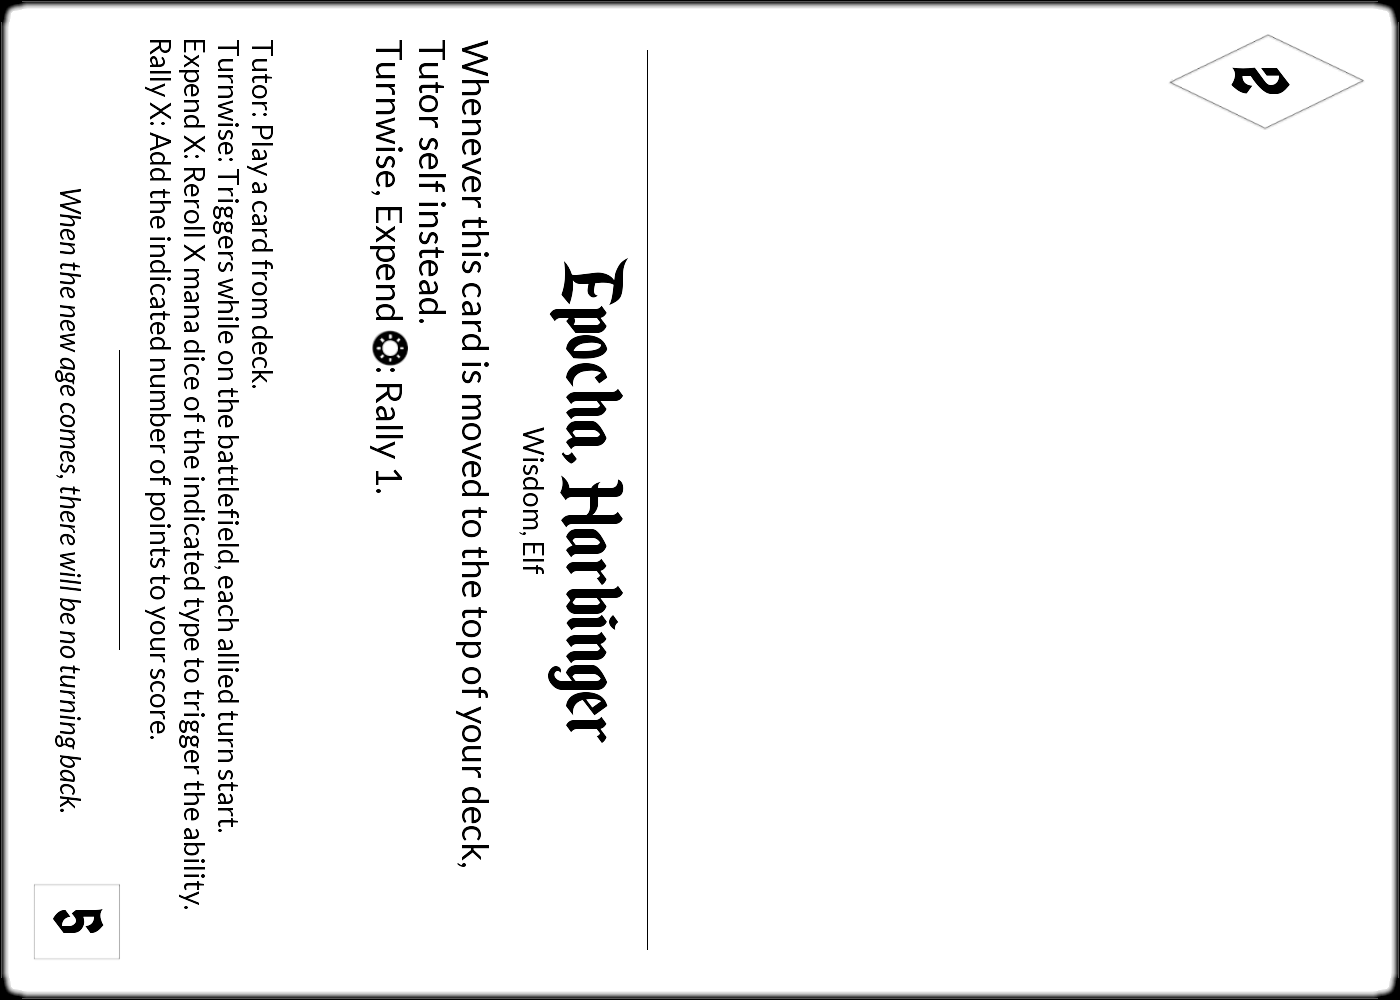 2
Epocha, Harbinger
Wisdom, Elf
Whenever this card is moved to the top of your deck,
Tutor self instead.
Turnwise, Expend : Rally 1.
Tutor: Play a card from deck.
Turnwise: Triggers while on the battlefield, each allied turn start.
Expend X: Reroll X mana dice of the indicated type to trigger the ability.
Rally X: Add the indicated number of points to your score.
When the new age comes, there will be no turning back.
5